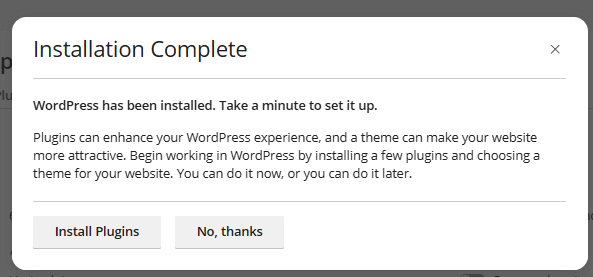 Installation Complete
WordPress has been installed. Take a minute to set it up.
Plugins can enhance your WordPress experience, and a theme can make your website
more attractive. Begin working in WordPress by installing a few plugins and choosing a
theme for your website. You can do it now, or you can do it later.
Install Plugins
No, thanks